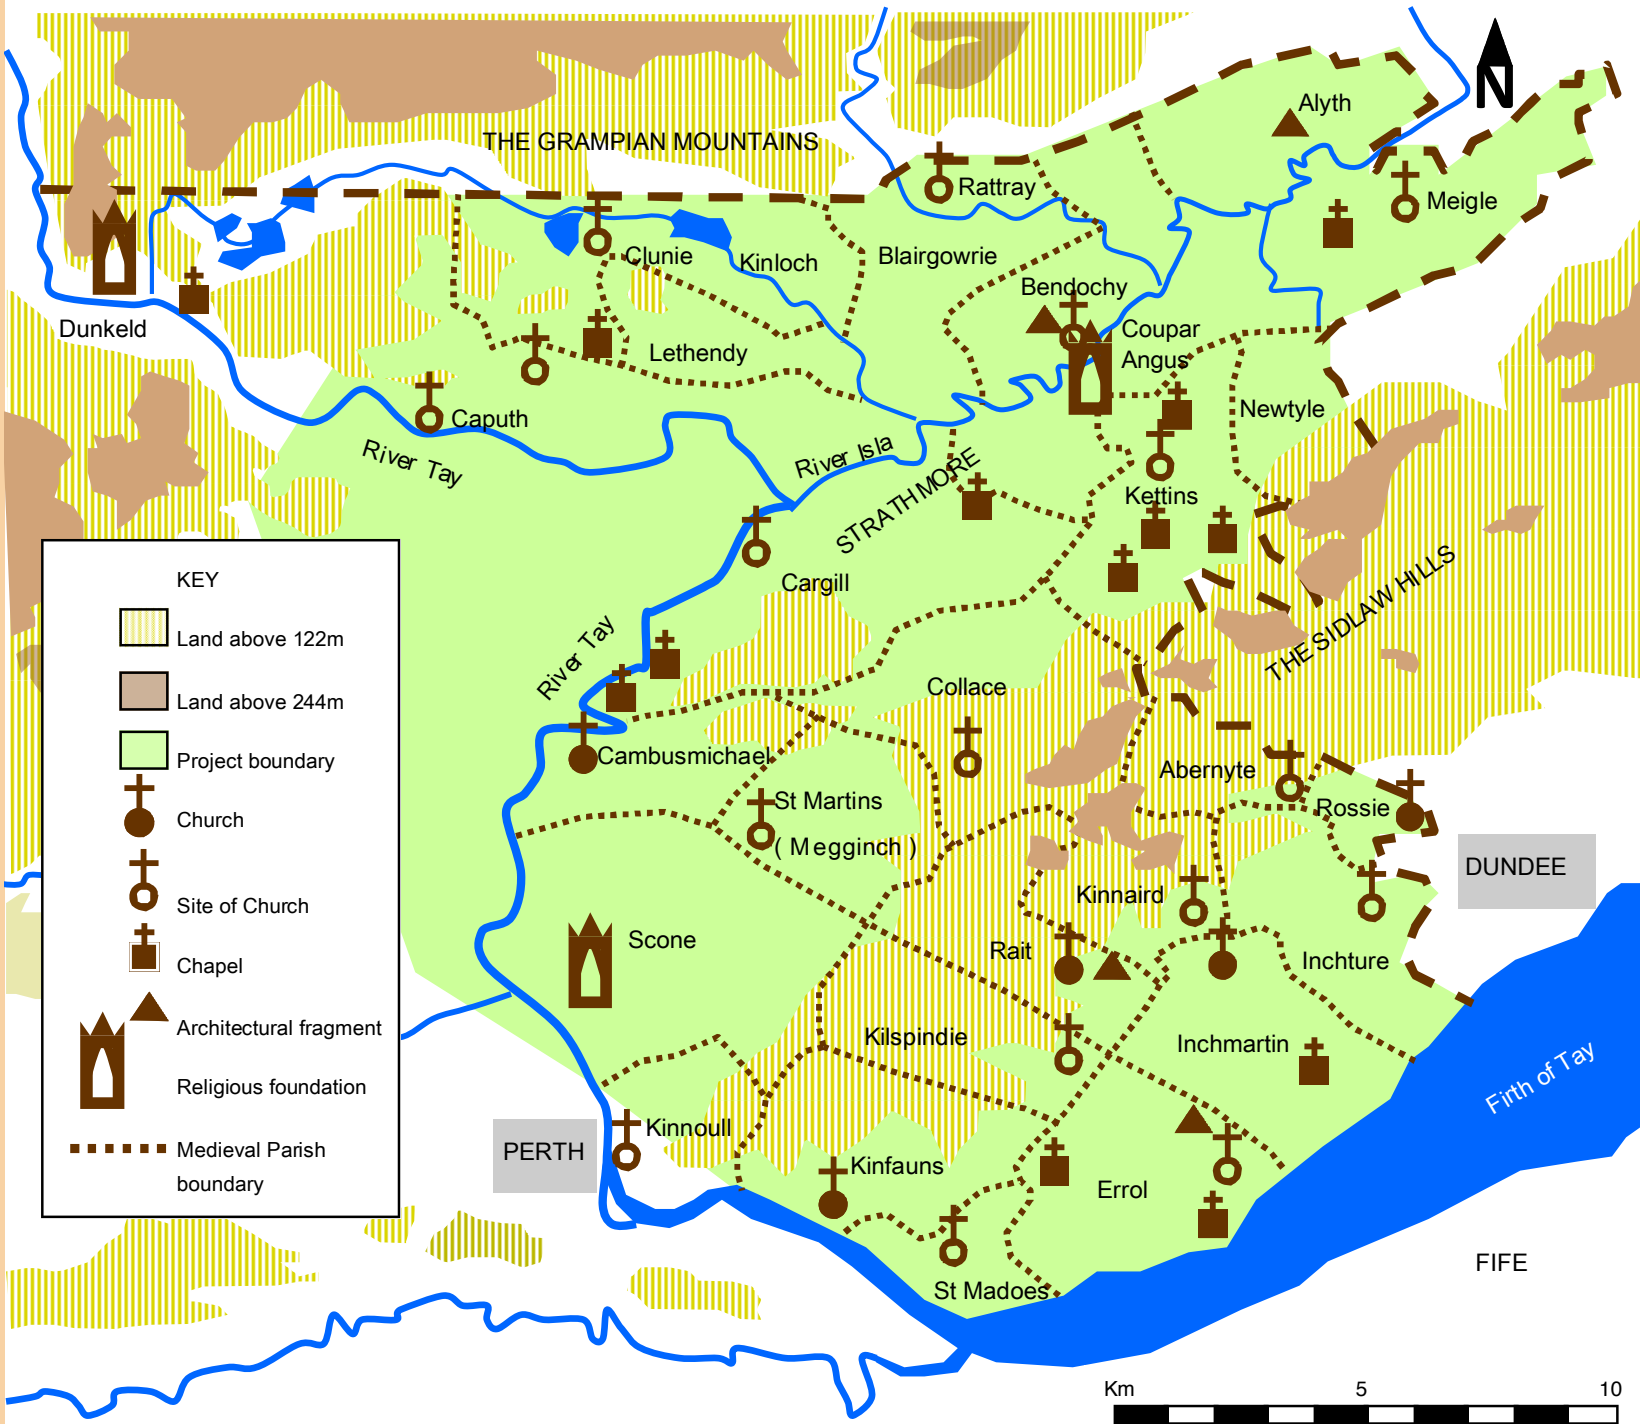 N
Alyth
THE GRAMPIAN MOUNTAINS
Rattray
Meigle
Clunie
Kinloch
Blairgowrie
Bendochy
Dunkeld
Coupar
Angus
Lethendy
Newtyle
Caputh
River Tay
River Isla
STRATHMORE
Kettins
Cargill
THE SIDLAW HILLS
River Tay
Collace
Cambusmichael
Abernyte
St Martins
( Megginch )
Rossie
DUNDEE
Kinnaird
Scone
Rait
Inchture
Kilspindie
Inchmartin
Firth of Tay
Kinnoull
PERTH
Kinfauns
Errol
St Madoes
FIFE
KEY
Land above 122m
Land above 244m
Project boundary
Church
Site of Church
Chapel
Architectural fragment
Religious foundation
Medieval Parish
boundary
Km 5 10